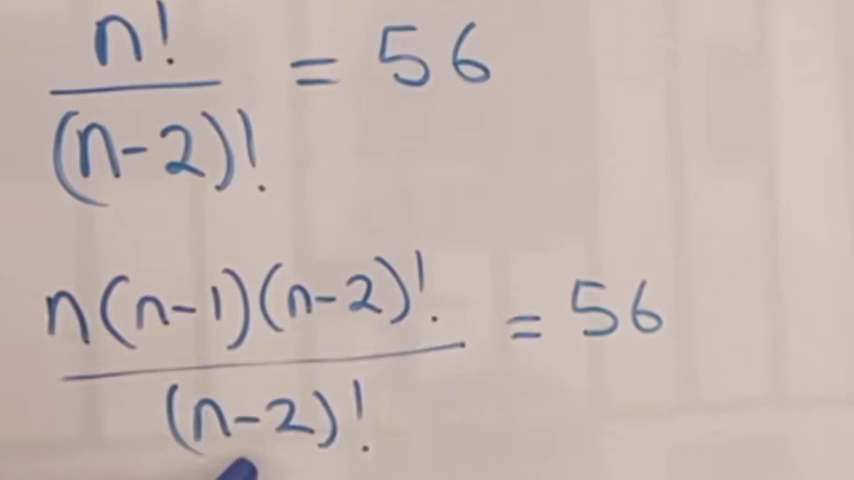 n!
(n-2)! = 56
n(n-1)(n-2)!
(n-2)! = 56